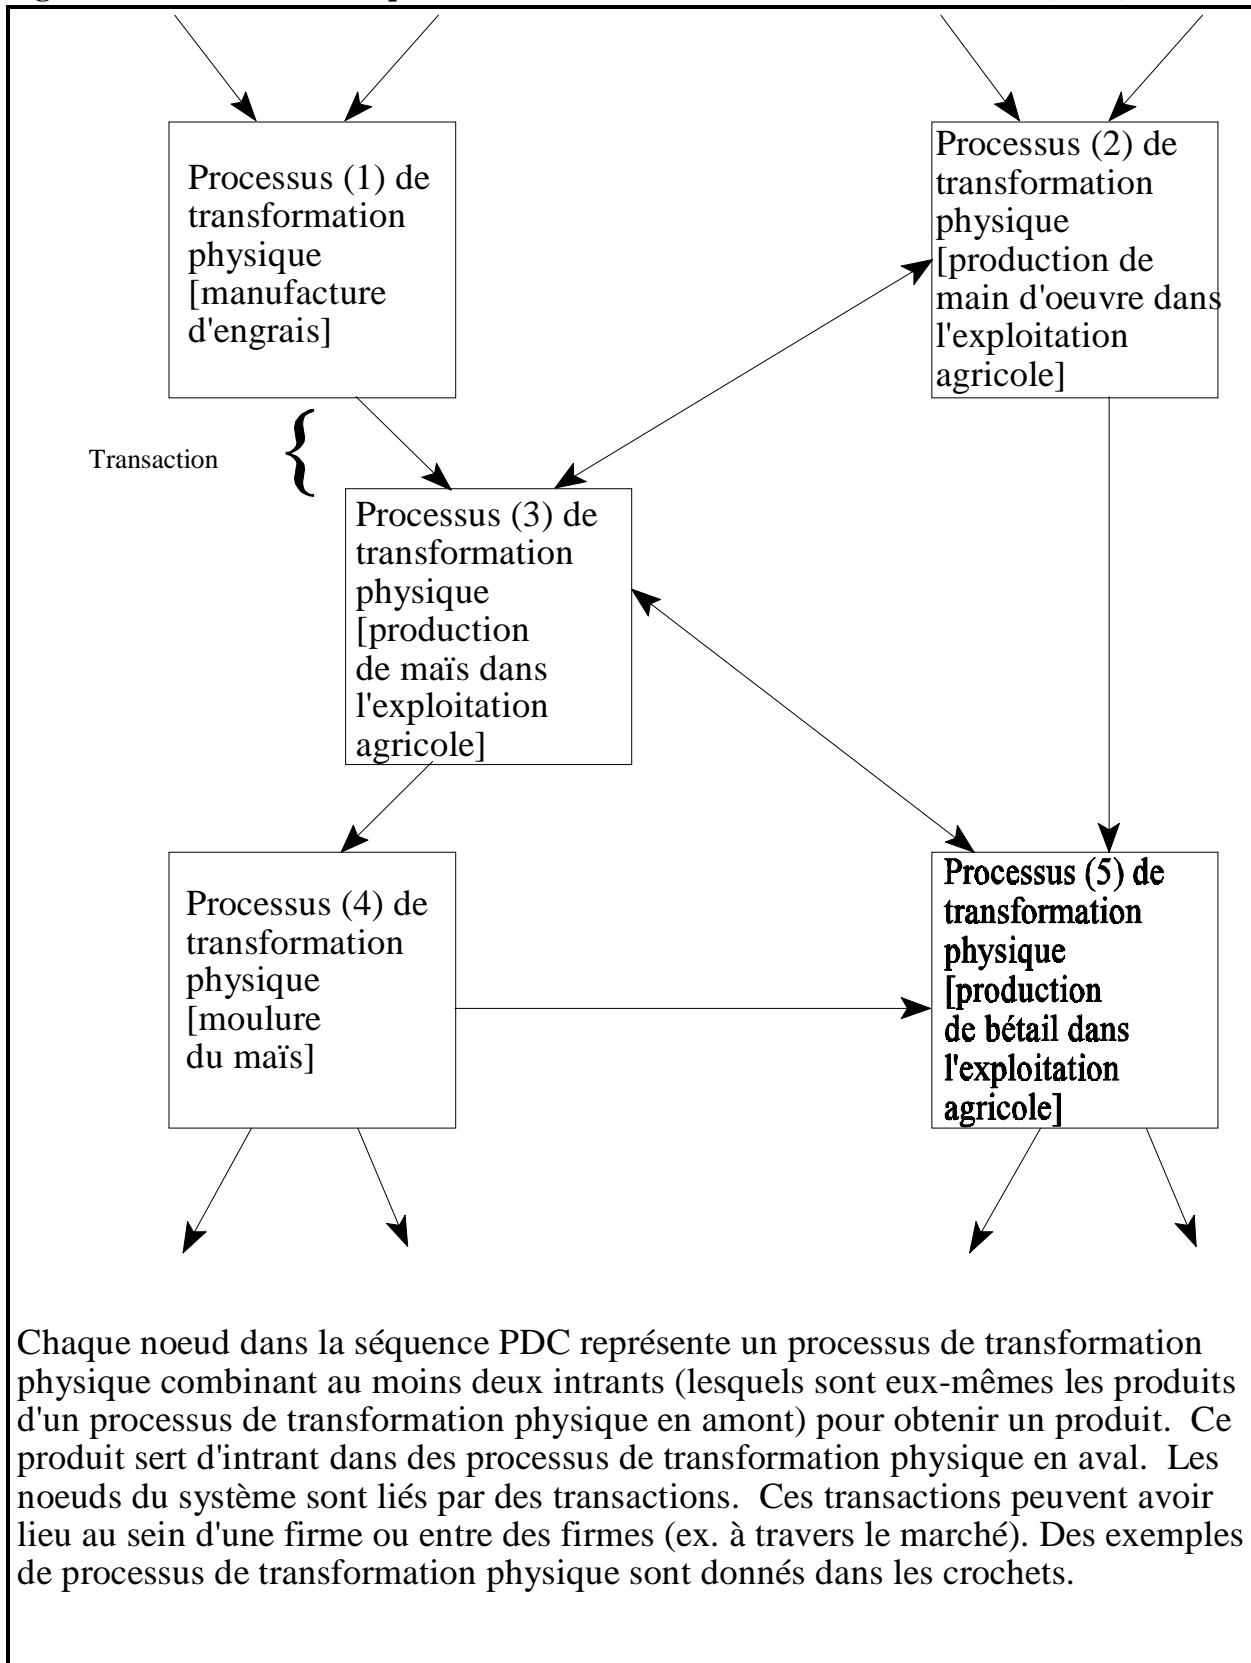 Processus (1) de
transformation
physique
[manufacture
d'engrais]
Processus (2) de
transformation
physique
[production de
main d'oeuvre dans
l'exploitation
agricole]
Transaction
{
Processus (3) de
transformation
physique
[production
de maïs dans
l'exploitation
agricole]
Processus (4) de
transformation
physique
[moulure
du maïs]
Processus (5) de
transformation
physique
[production
de bétail dans
l'exploitation
agricole]
Chaque noeud dans la séquence PDC représente un processus de transformation
physique combinant au moins deux intrants (lesquels sont eux-mêmes les produits
d'un processus de transformation physique en amont) pour obtenir un produit.  Ce
produit sert d'intrant dans des processus de transformation physique en aval.  Les
noeuds du système sont liés par des transactions.  Ces transactions peuvent avoir
lieu au sein d'une firme ou entre des firmes (ex. à travers le marché). Des exemples
de processus de transformation physique sont donnés dans les crochets.